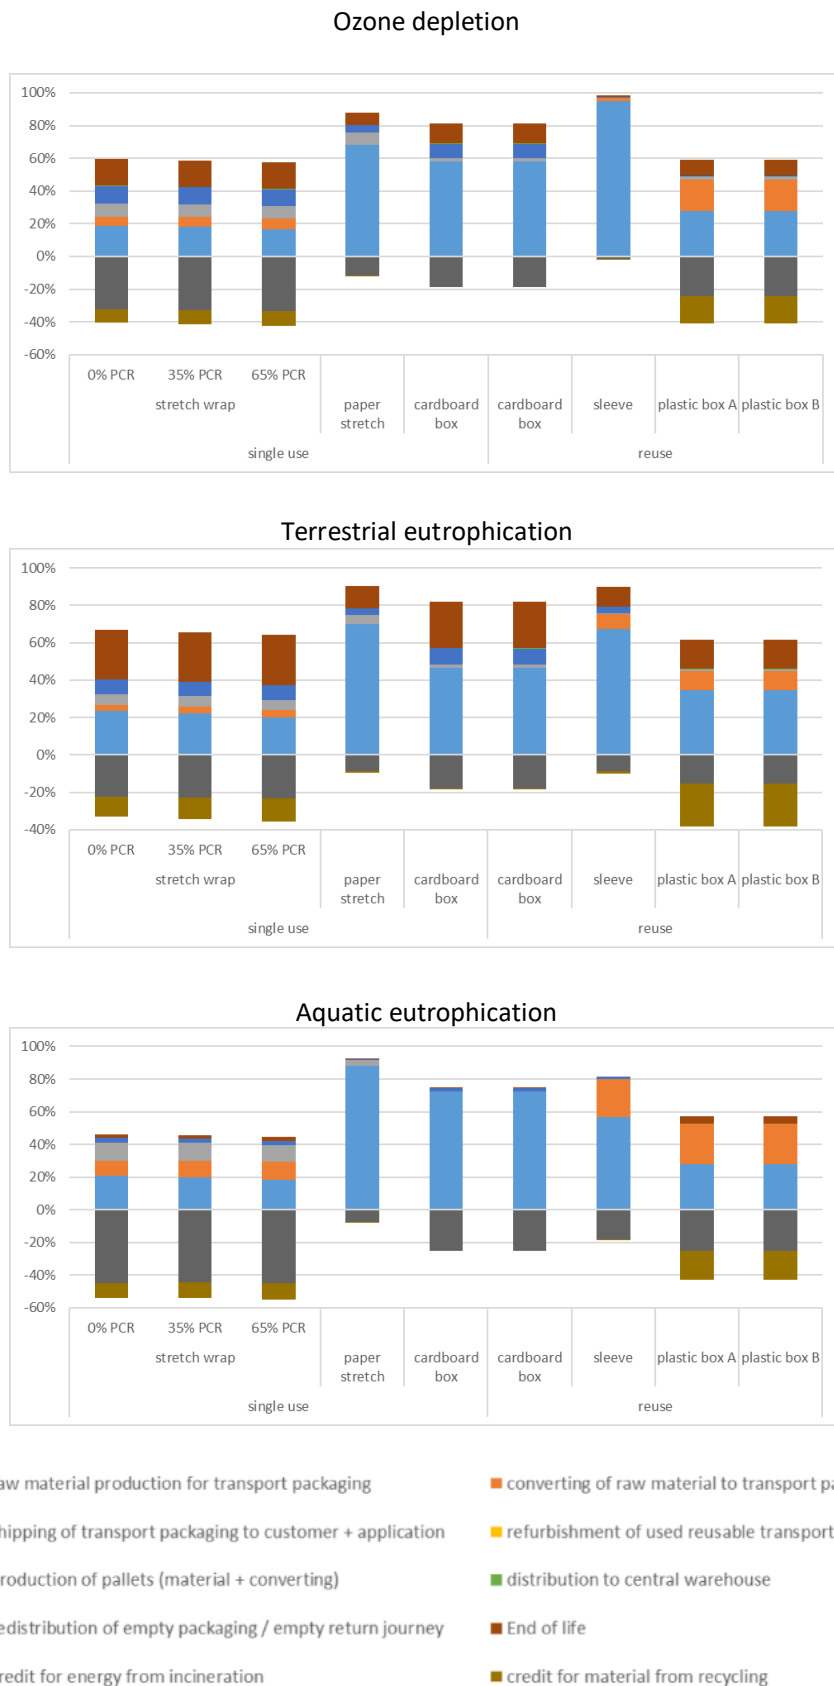 Ozone depletion
100%
80%
60%
40%
20%
0%
-20%
-40%
-60%
0% PCR 35% PCR 65% PCR
stretch wrap paper stretch cardboard box cardboard box sleeve plastic box A plastic box B
single use reuse
Terrestrial eutrophication
100%
80%
60%
40%
20%
0%
-20%
-40%
0% PCR 35% PCR 65% PCR
stretch wrap paper stretch cardboard box cardboard box sleeve plastic box A plastic box B
single use reuse
Aquatic eutrophication
100%
80%
60%
40%
20%
0%
-20%
-40%
-60%
0% PCR 35% PCR 65% PCR
stretch wrap paper stretch cardboard box cardboard box sleeve plastic box A plastic box B
single use reuse
aw material production for transport packaging converting of raw material to transport pa
hipping of transport packaging to customer + application refurbishment of used reusable transport
roduction of pallets (material + converting) distribution to central warehouse
edistribution of empty packaging / empty return journey End of life
redit for energy from incineration credit for material from recycling